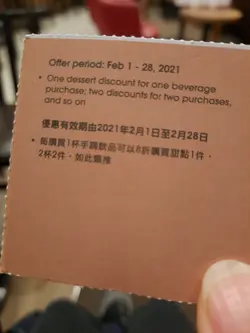 Offer period: Feb 1 - 28, 2021
• One dessert discount for one beverage
purchase; two discounts for two purchases,
and so on
優惠有效期由2021年2月1日至2月28日
• 每購買1杯手調飲品可以8折購買甜點1件，
2杯2件，如此類推